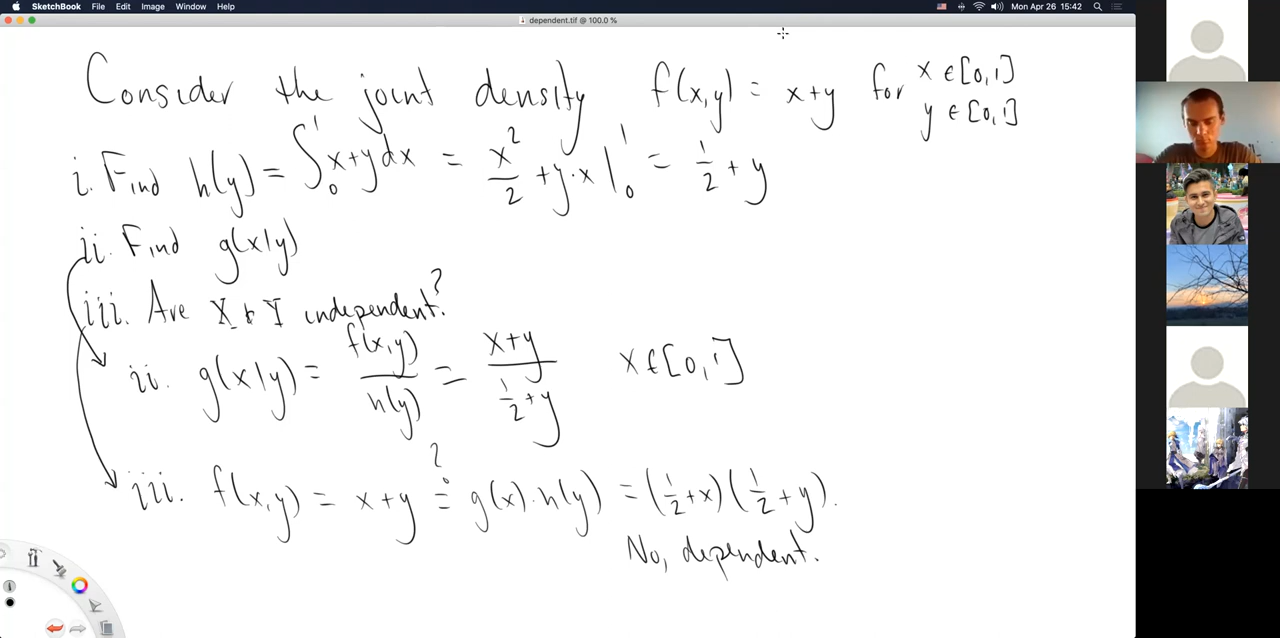 SketchBook File Edit Image Window Help Mon Apr 26 15:42
dependent.tif @ 100.0 %
Consider the joint density f(x,y) = x+y for x ∈ [0,1]
y ∈ [0,1]
i. Find h(y) = ∫₀¹ x+y dx = x²/2 + y·x |₀¹ = 1/2 + y
ii. Find g(x|y)
iii. Are X & Y independent?
ii. g(x|y) = f(x,y)/h(y) = (x+y)/(1/2 + y) x ∈ [0,1]
iii. f(x,y) = x+y ≟ g(x)·h(y) = (1/2 + x)(1/2 + y).
No, dependent.